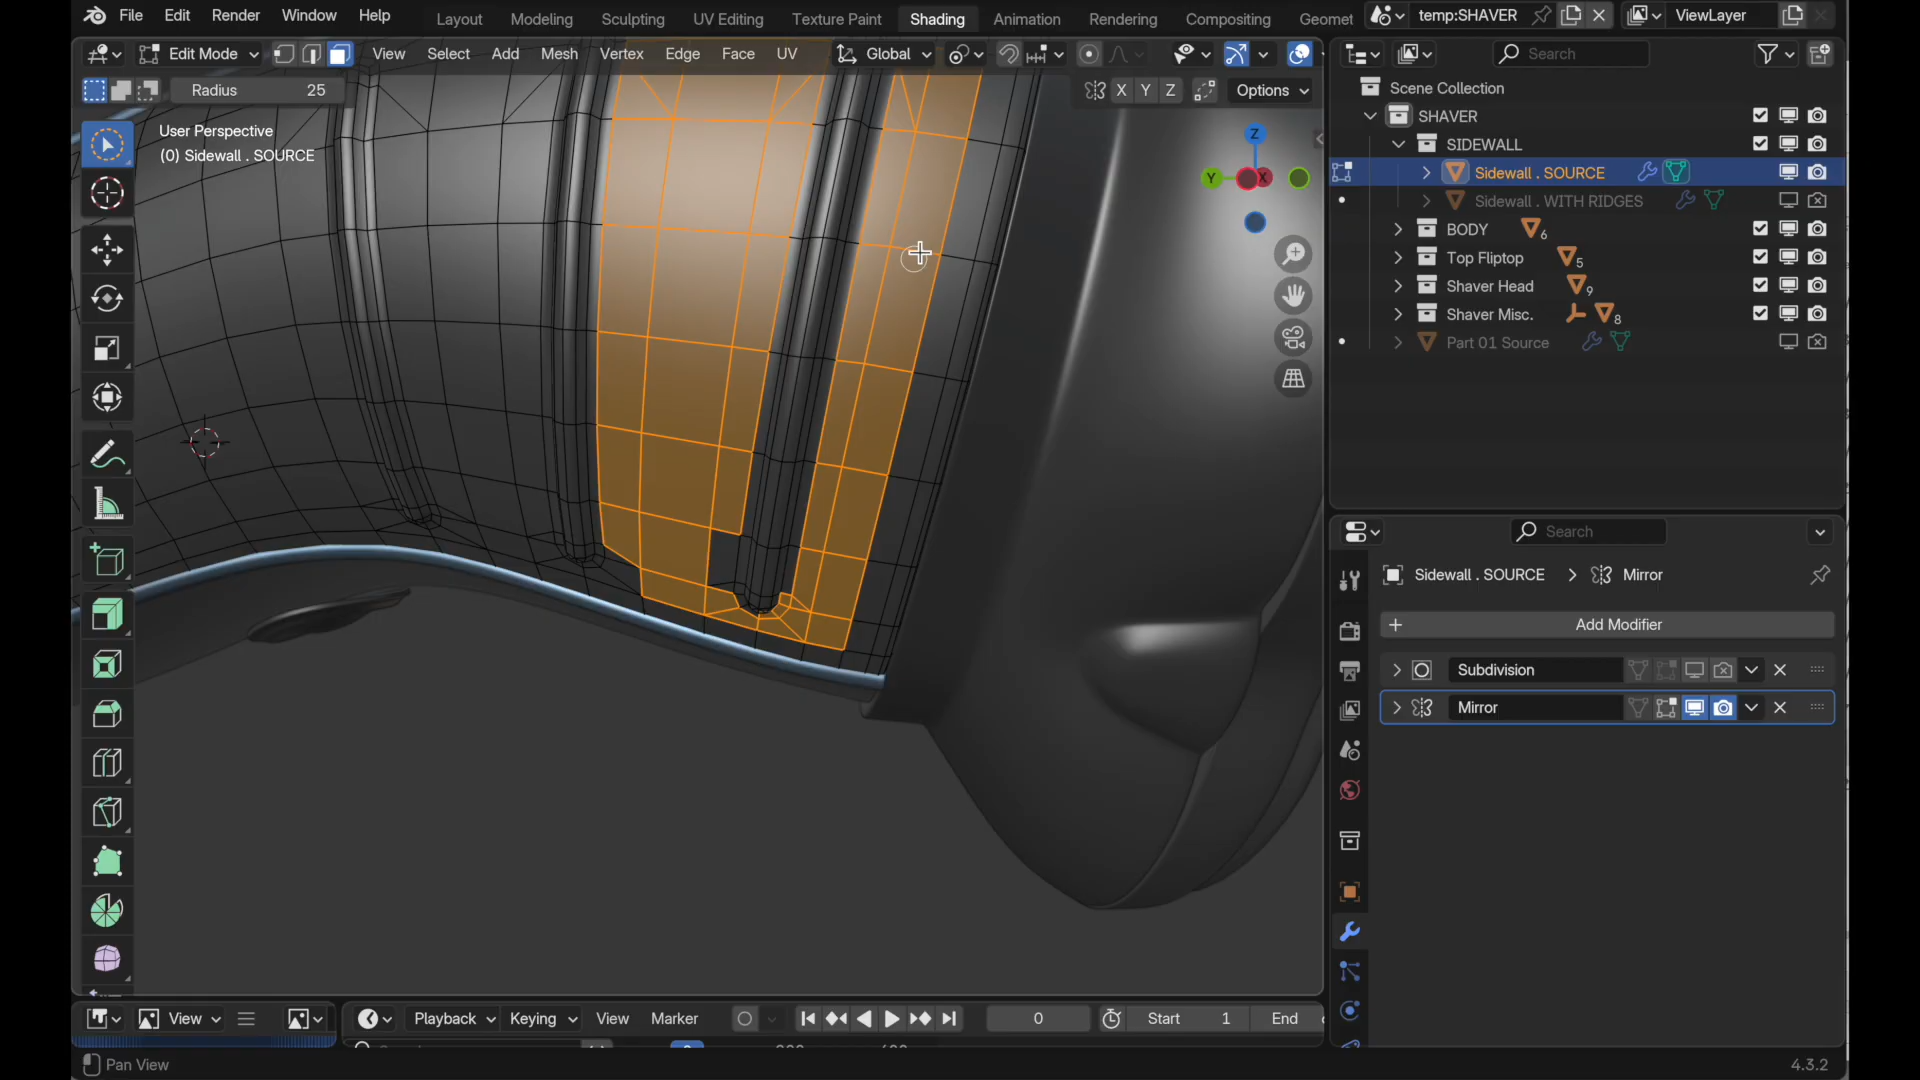 File Edit Render Window Help Layout Modeling Sculpting UV Editing Texture Paint Shading Animation Rendering Compositing Geomet temp:SHAVER ViewLayer
Edit Mode View Select Add Mesh Vertex Edge Face UV Global Search
Radius 25 X Y Z Options
User Perspective
(0) Sidewall . SOURCE
Z
Y X
Scene Collection
SHAVER
SIDEWALL
Sidewall . SOURCE
Sidewall . WITH RIDGES
BODY 6
Top Fliptop 5
Shaver Head 9
Shaver Misc. 8
Part 01 Source
Search
Sidewall . SOURCE > Mirror
+ Add Modifier
Subdivision
Mirror
View Playback Keying View Marker 0 Start 1 End
Pan View 4.3.2